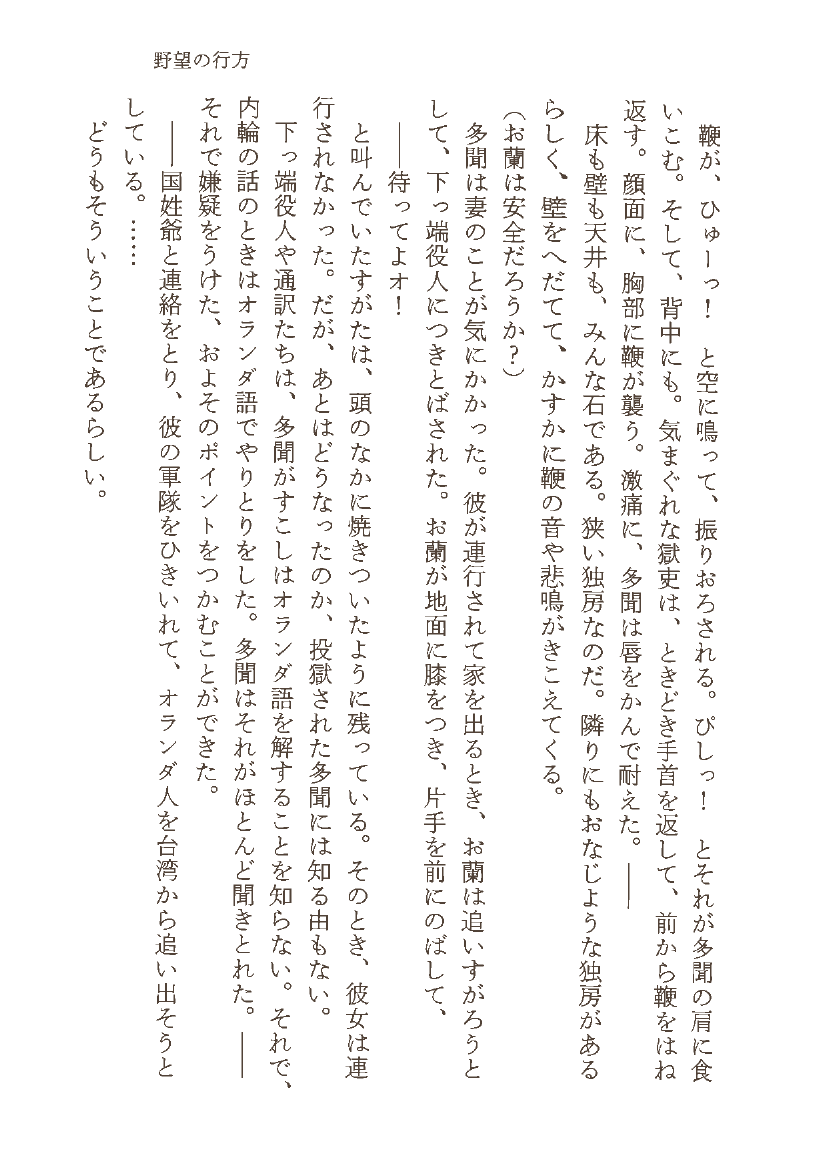 野望の行方
鞭が、ひゅーっ！　と空に鳴って、振りおろされる。ぴしっ！　とそれが多聞の肩に食
いこむ。そして、背中にも。気まぐれな獄吏は、ときどき手首を返して、前から鞭をはね
返す。顔面に、胸部に鞭が襲う。激痛に、多聞は唇をかんで耐えた。――
床も壁も天井も、みんな石である。狭い独房なのだ。隣りにもおなじような独房がある
らしく、壁をへだてて、かすかに鞭の音や悲鳴がきこえてくる。
（お蘭は安全だろうか？）
多聞は妻のことが気にかかった。彼が連行されて家を出るとき、お蘭は追いすがろうと
して、下っ端役人につきとばされた。お蘭が地面に膝をつき、片手を前にのばして、
――待ってよオ！
と叫んでいたすがたは、頭のなかに焼きついたように残っている。そのとき、彼女は連
行されなかった。だが、あとはどうなったのか、投獄された多聞には知る由もない。
下っ端役人や通訳たちは、多聞がすこしはオランダ語を解することを知らない。それで、
内輪の話のときはオランダ語でやりとりをした。多聞はそれがほとんど聞きとれた。――
それで嫌疑をうけた、およそのポイントをつかむことができた。
――国姓爺と連絡をとり、彼の軍隊をひきいれて、オランダ人を台湾から追い出そうと
している。……
どうもそういうことであるらしい。